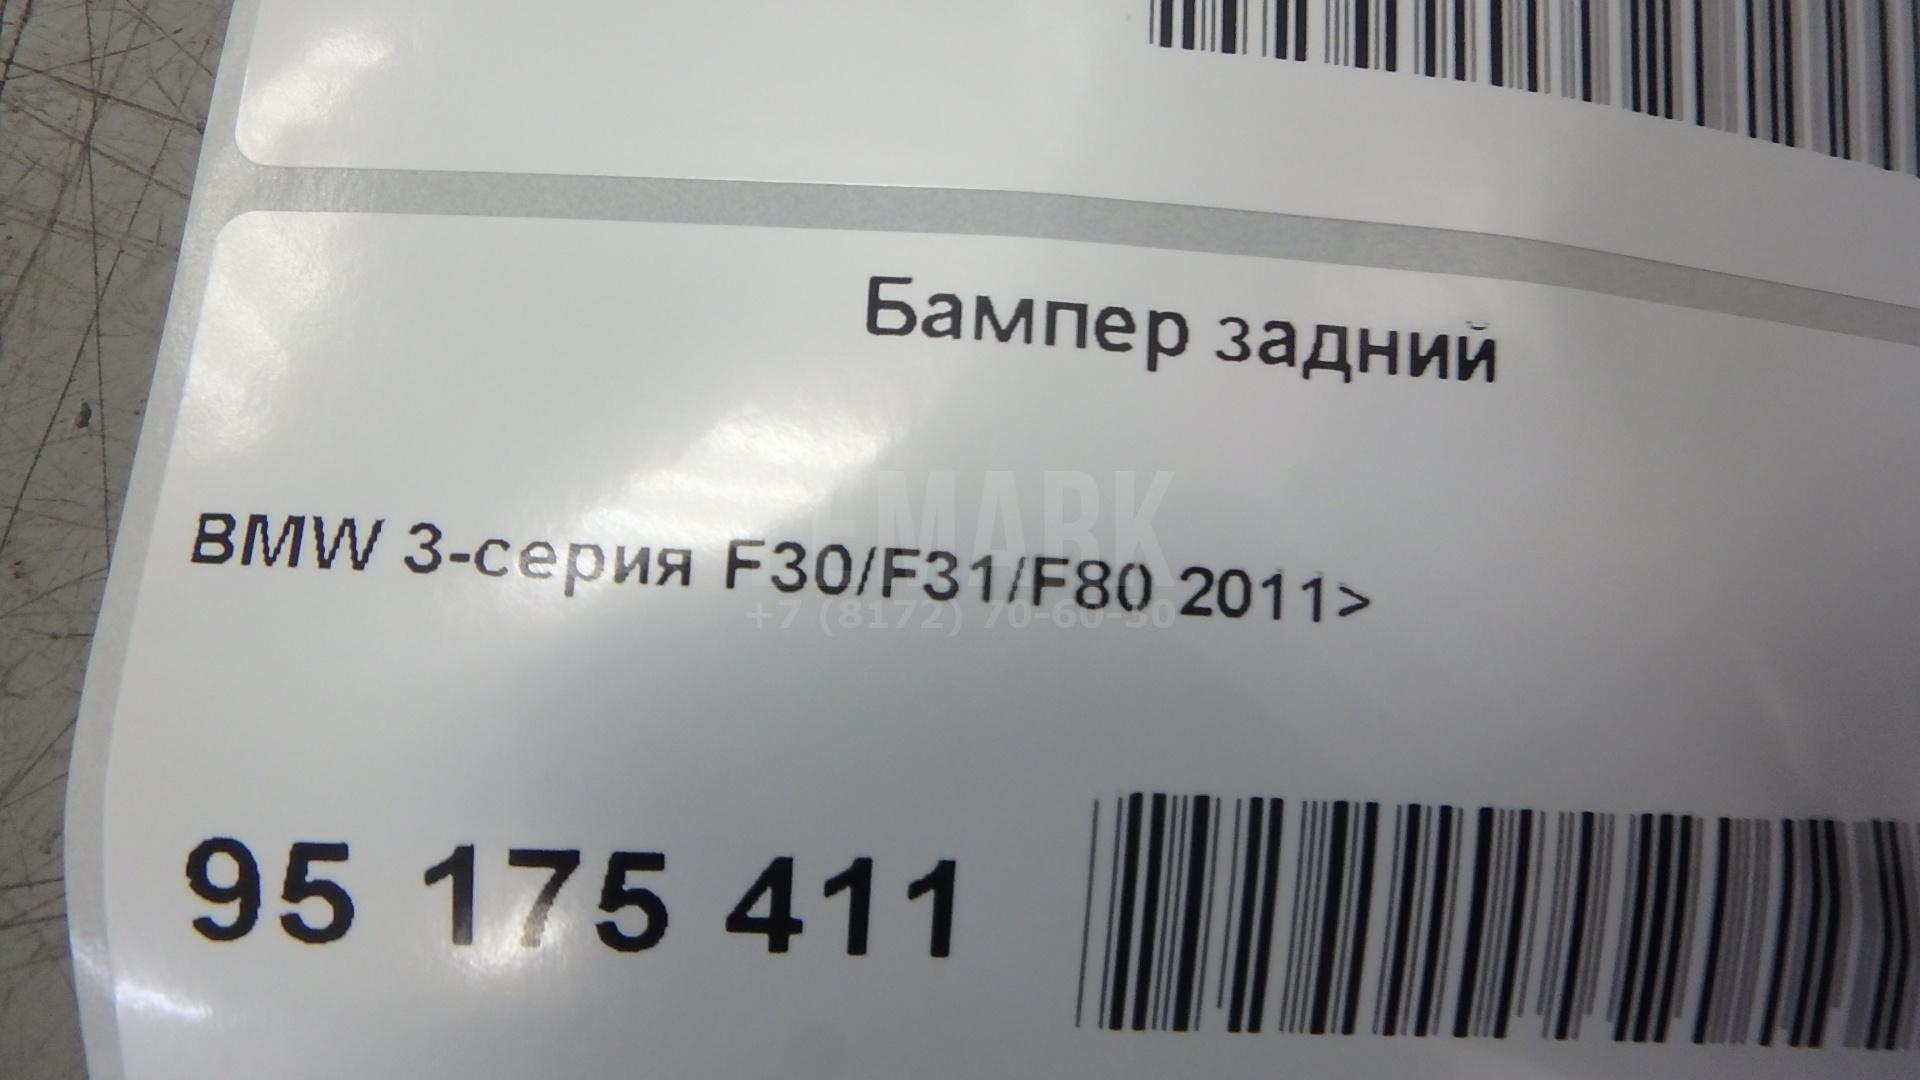 Бампер задний
BMW 3-серия F30/F31/F80 2011>
+7 (8172) 70-60-50
95 175 411